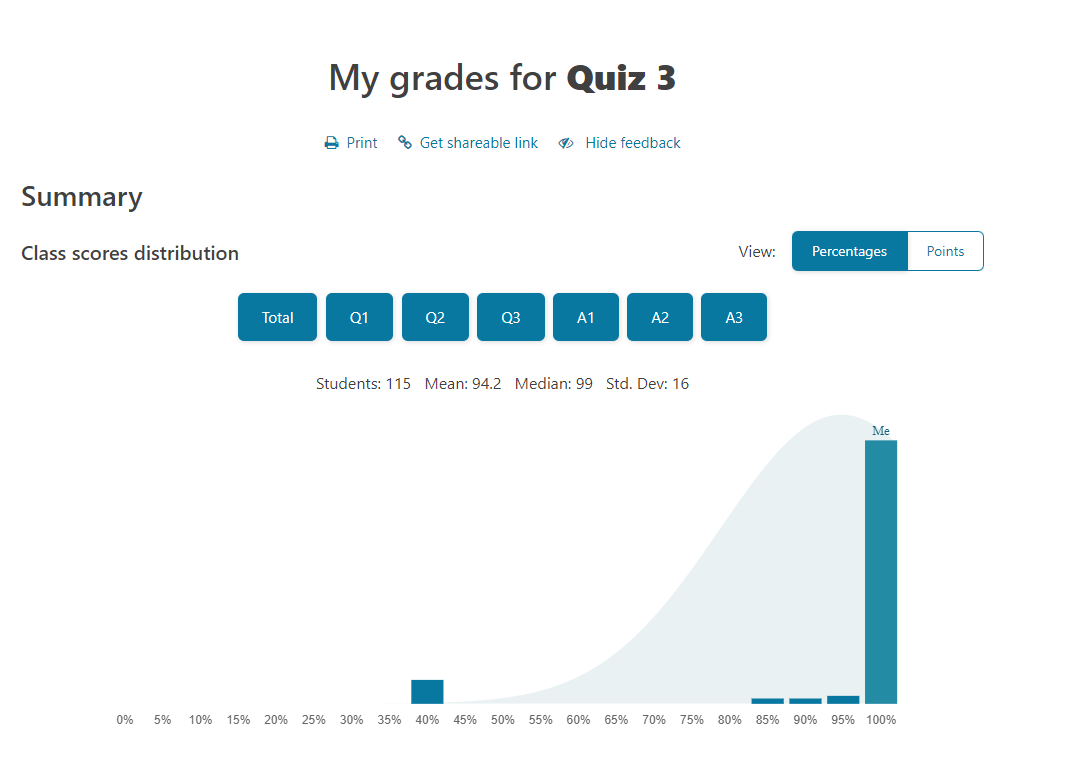 My grades for Quiz 3
Print Get shareable link Hide feedback
Summary
Class scores distribution View: Percentages Points
Total Q1 Q2 Q3 A1 A2 A3
Students: 115 Mean: 94.2 Median: 99 Std. Dev: 16
Me
0% 5% 10% 15% 20% 25% 30% 35% 40% 45% 50% 55% 60% 65% 70% 75% 80% 85% 90% 95% 100%